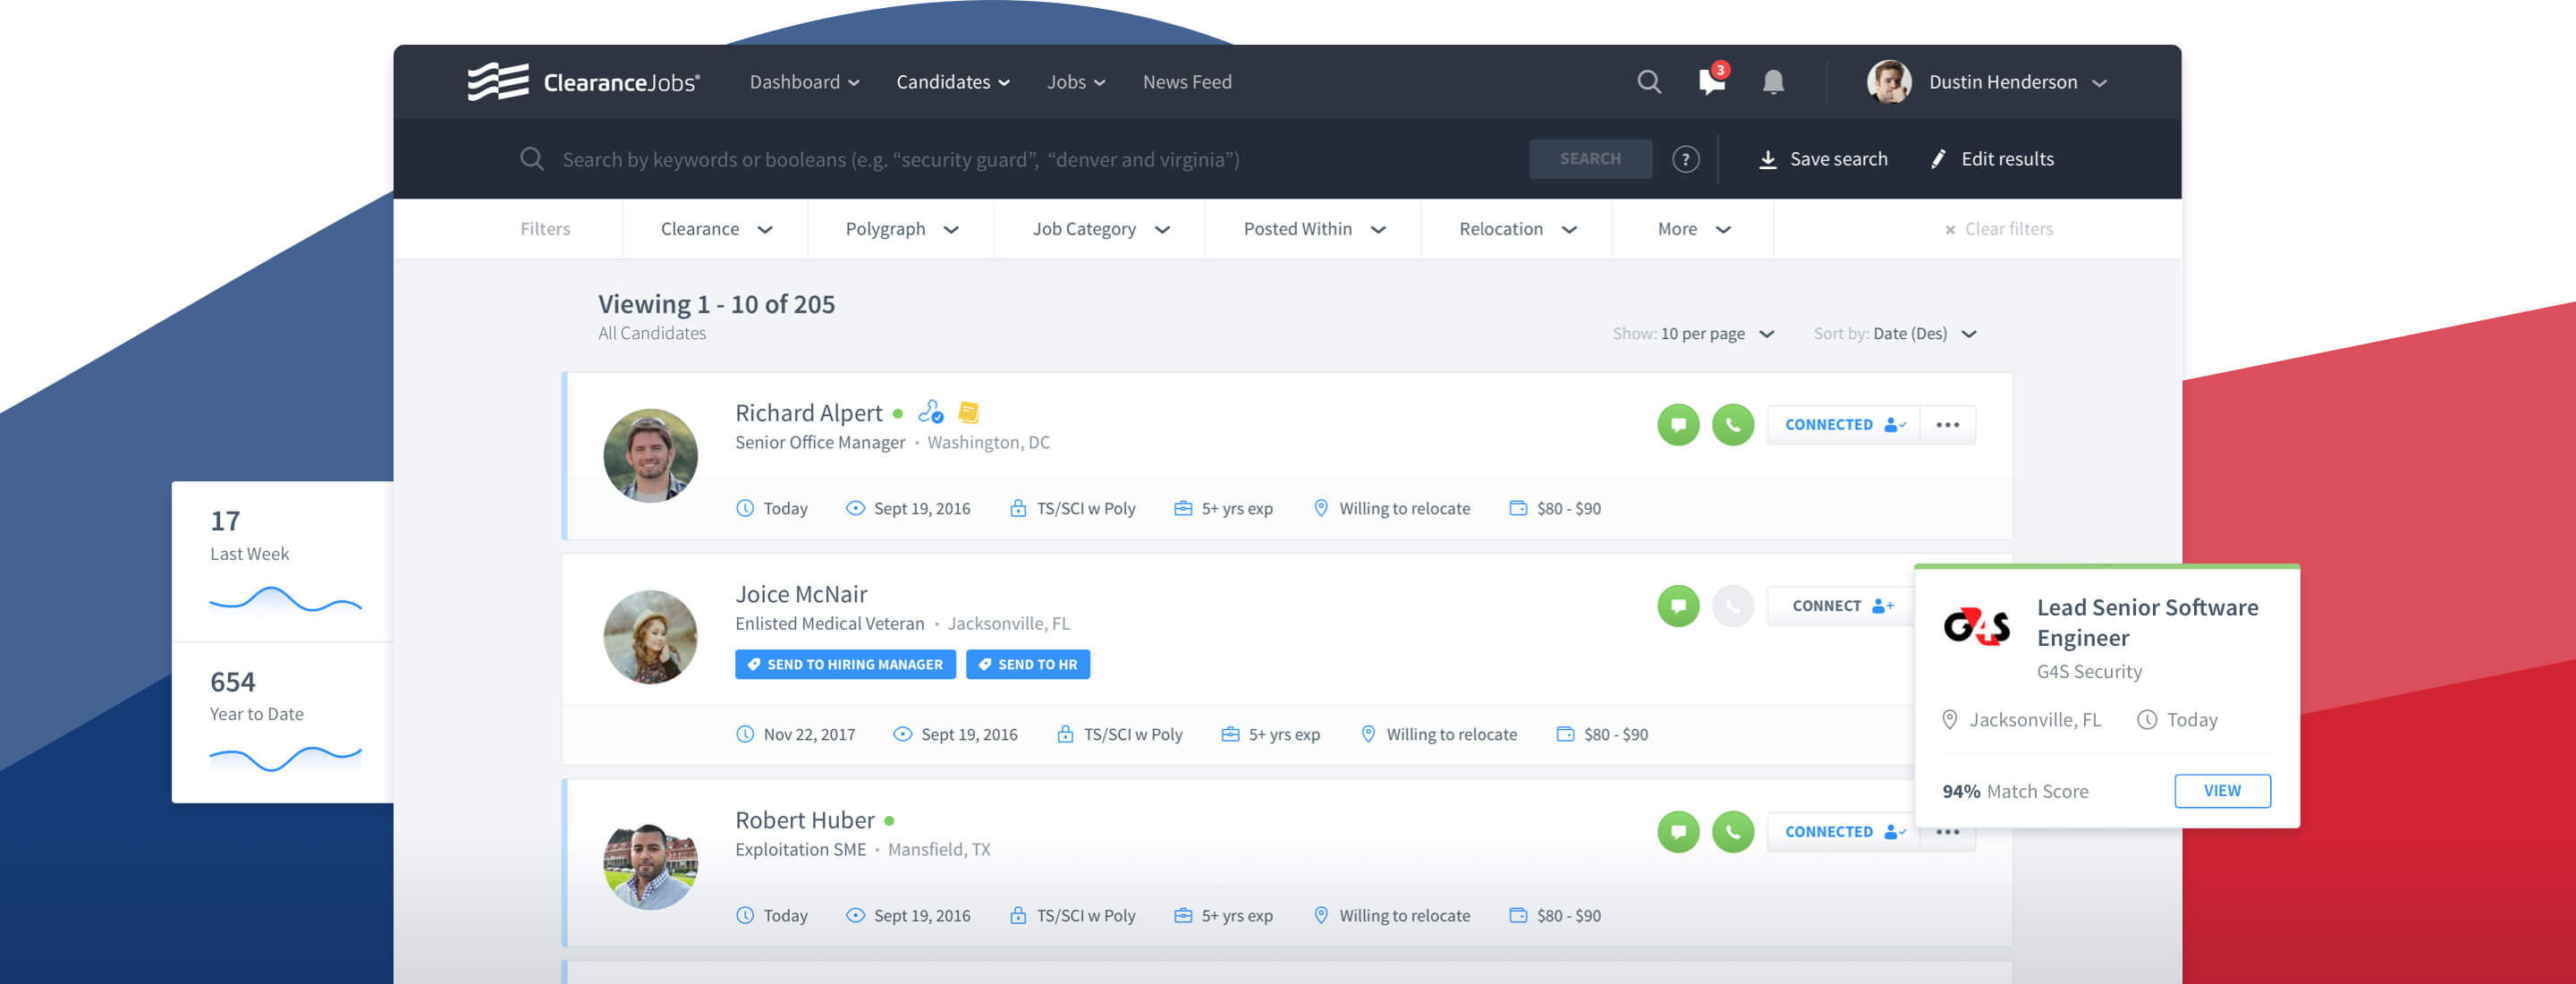 ClearanceJobs® Dashboard Candidates Jobs News Feed 3 Dustin Henderson
Search by keywords or booleans (e.g. “security guard”, “denver and virginia”) SEARCH ? Save search Edit results
Filters Clearance Polygraph Job Category Posted Within Relocation More × Clear filters
Viewing 1 - 10 of 205
All Candidates
Show: 10 per page Sort by: Date (Des)
Richard Alpert
Senior Office Manager • Washington, DC
CONNECTED
Today Sept 19, 2016 TS/SCI w Poly 5+ yrs exp Willing to relocate $80 - $90
17
Last Week
654
Year to Date
Joice McNair
Enlisted Medical Veteran • Jacksonville, FL
SEND TO HIRING MANAGER SEND TO HR
CONNECT
Nov 22, 2017 Sept 19, 2016 TS/SCI w Poly 5+ yrs exp Willing to relocate $80 - $90
G4S
Lead Senior Software
Engineer
G4S Security
Jacksonville, FL Today
94% Match Score VIEW
Robert Huber
Exploitation SME • Mansfield, TX
CONNECTED
Today Sept 19, 2016 TS/SCI w Poly 5+ yrs exp Willing to relocate $80 - $90